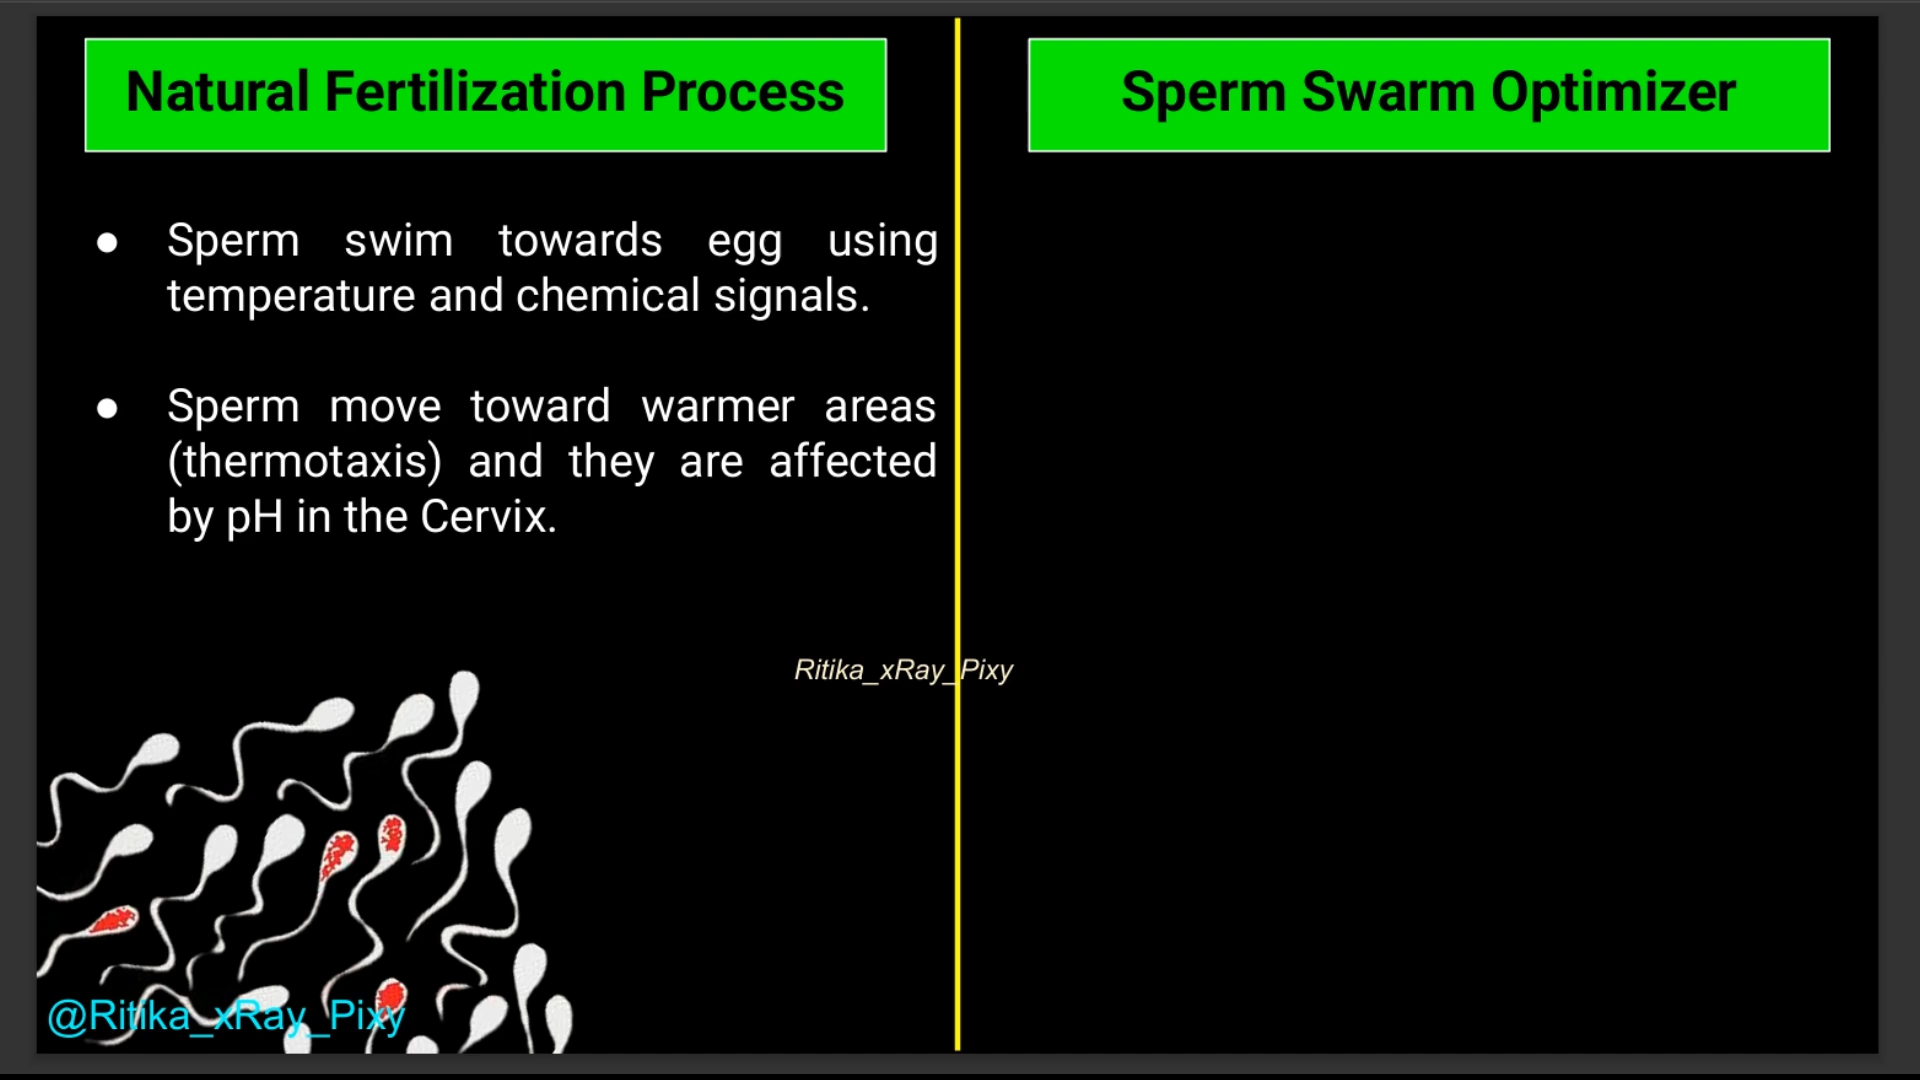 Natural Fertilization Process
● Sperm swim towards egg using
temperature and chemical signals.
● Sperm move toward warmer areas
(thermotaxis) and they are affected
by pH in the Cervix.
Sperm Swarm Optimizer
Ritika_xRay_Pixy
@Ritika_xRay_Pixy